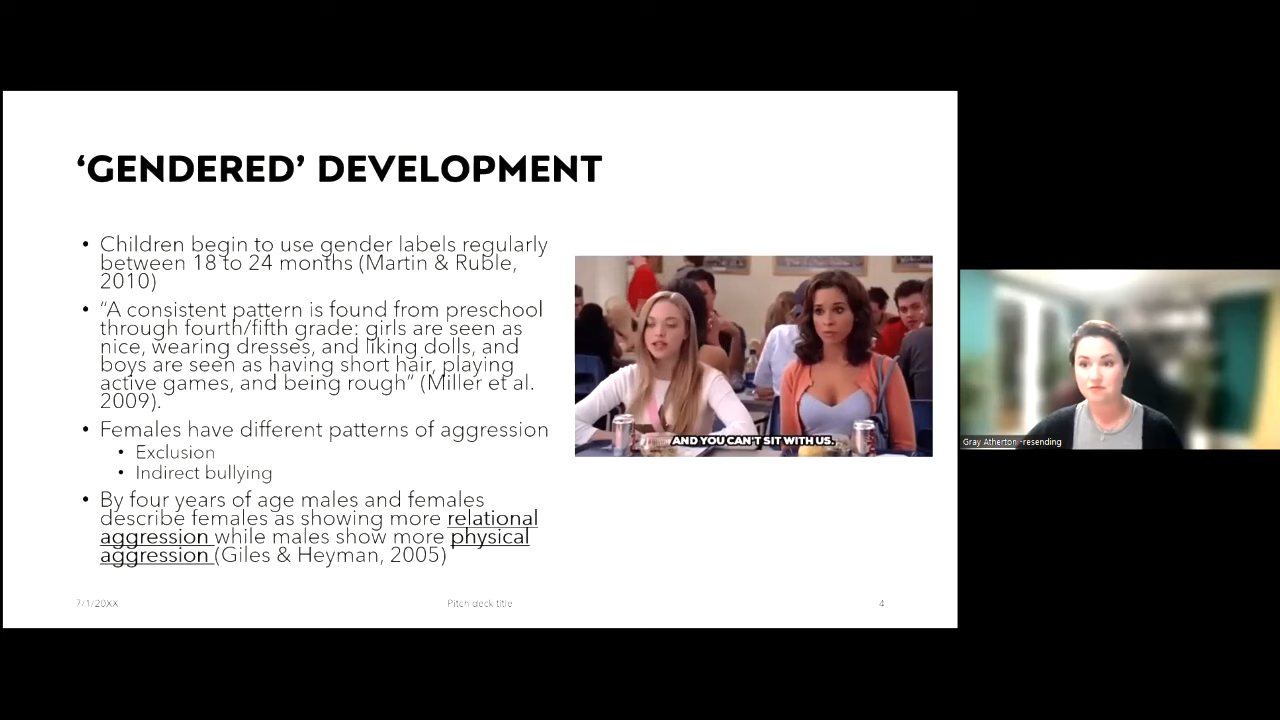 ‘GENDERED’ DEVELOPMENT
• Children begin to use gender labels regularly
between 18 to 24 months (Martin & Ruble,
2010)
• “A consistent pattern is found from preschool
through fourth/fifth grade: girls are seen as
nice, wearing dresses, and liking dolls, and
boys are seen as having short hair, playing
active games, and being rough” (Miller et al.
2009).
• Females have different patterns of aggression
• Exclusion
• Indirect bullying
• By four years of age males and females
describe females as showing more relational
aggression while males show more physical
aggression (Giles & Heyman, 2005)
AND YOU CAN'T SIT WITH US.
7/1/20XX
Pitch deck title
4
Gray Atherton -resending